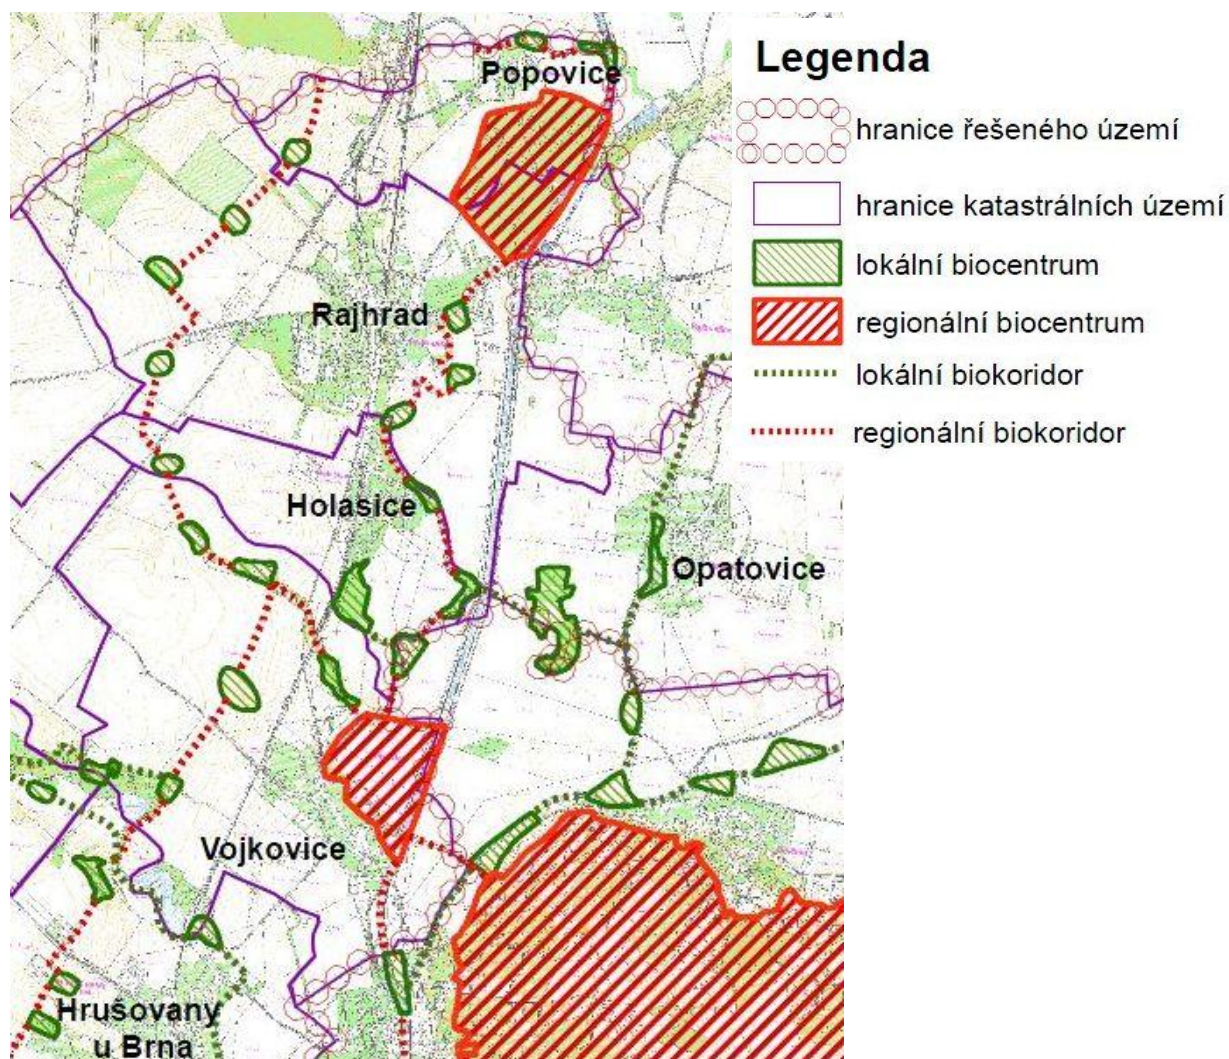 Popovice
Rajhrad
Holasice
Opatovice
Vojkovice
Hrušovany
u Brna
Legenda
hranice řešeného území
hranice katastrálních území
lokální biocentrum
regionální biocentrum
lokální biokoridor
regionální biokoridor